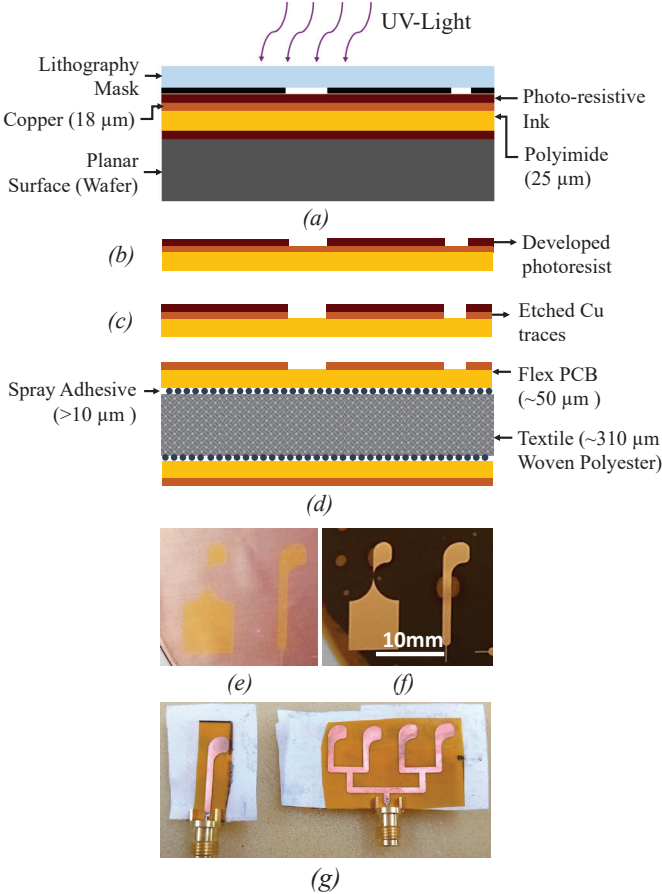 UV-Light
Lithography
Mask
Copper (18 µm)
Photo-resistive
Ink
Planar
Surface (Wafer)
Polyimide
(25 µm)
(a)
(b)
Developed
photoresist
(c)
Etched Cu
traces
Spray Adhesive
(>10 µm )
Flex PCB
(~50 µm )
Textile (~310 µm
Woven Polyester)
(d)
10mm
(e)
(f)
(g)